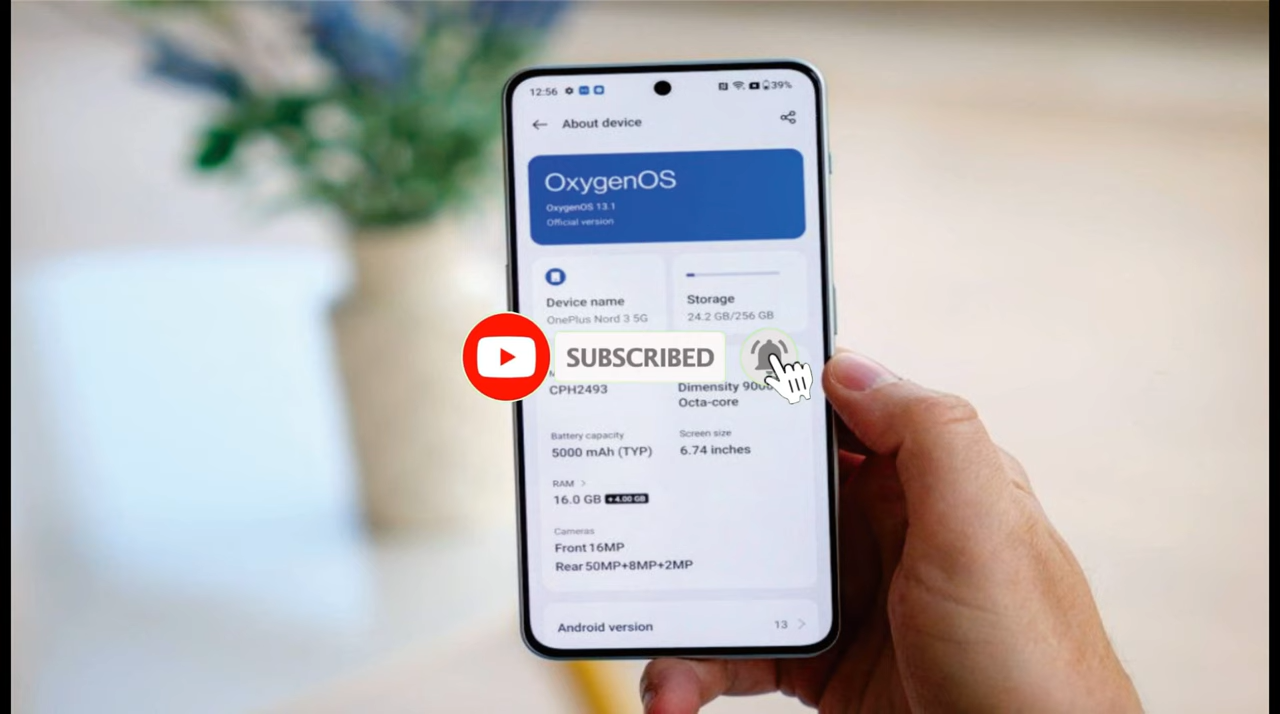 12:56
39%
About device
OxygenOS
OxygenOS 13.1
Official version
Device name
Storage
OnePlus Nord 3 5G
24.2 GB/256 GB
SUBSCRIBED
CPH2493
Dimensity 9000
Octa-core
Battery capacity
Screen size
5000 mAh (TYP)
6.74 inches
RAM >
16.0 GB +4.00 GB
Cameras
Front 16MP
Rear 50MP+8MP+2MP
Android version
13 >